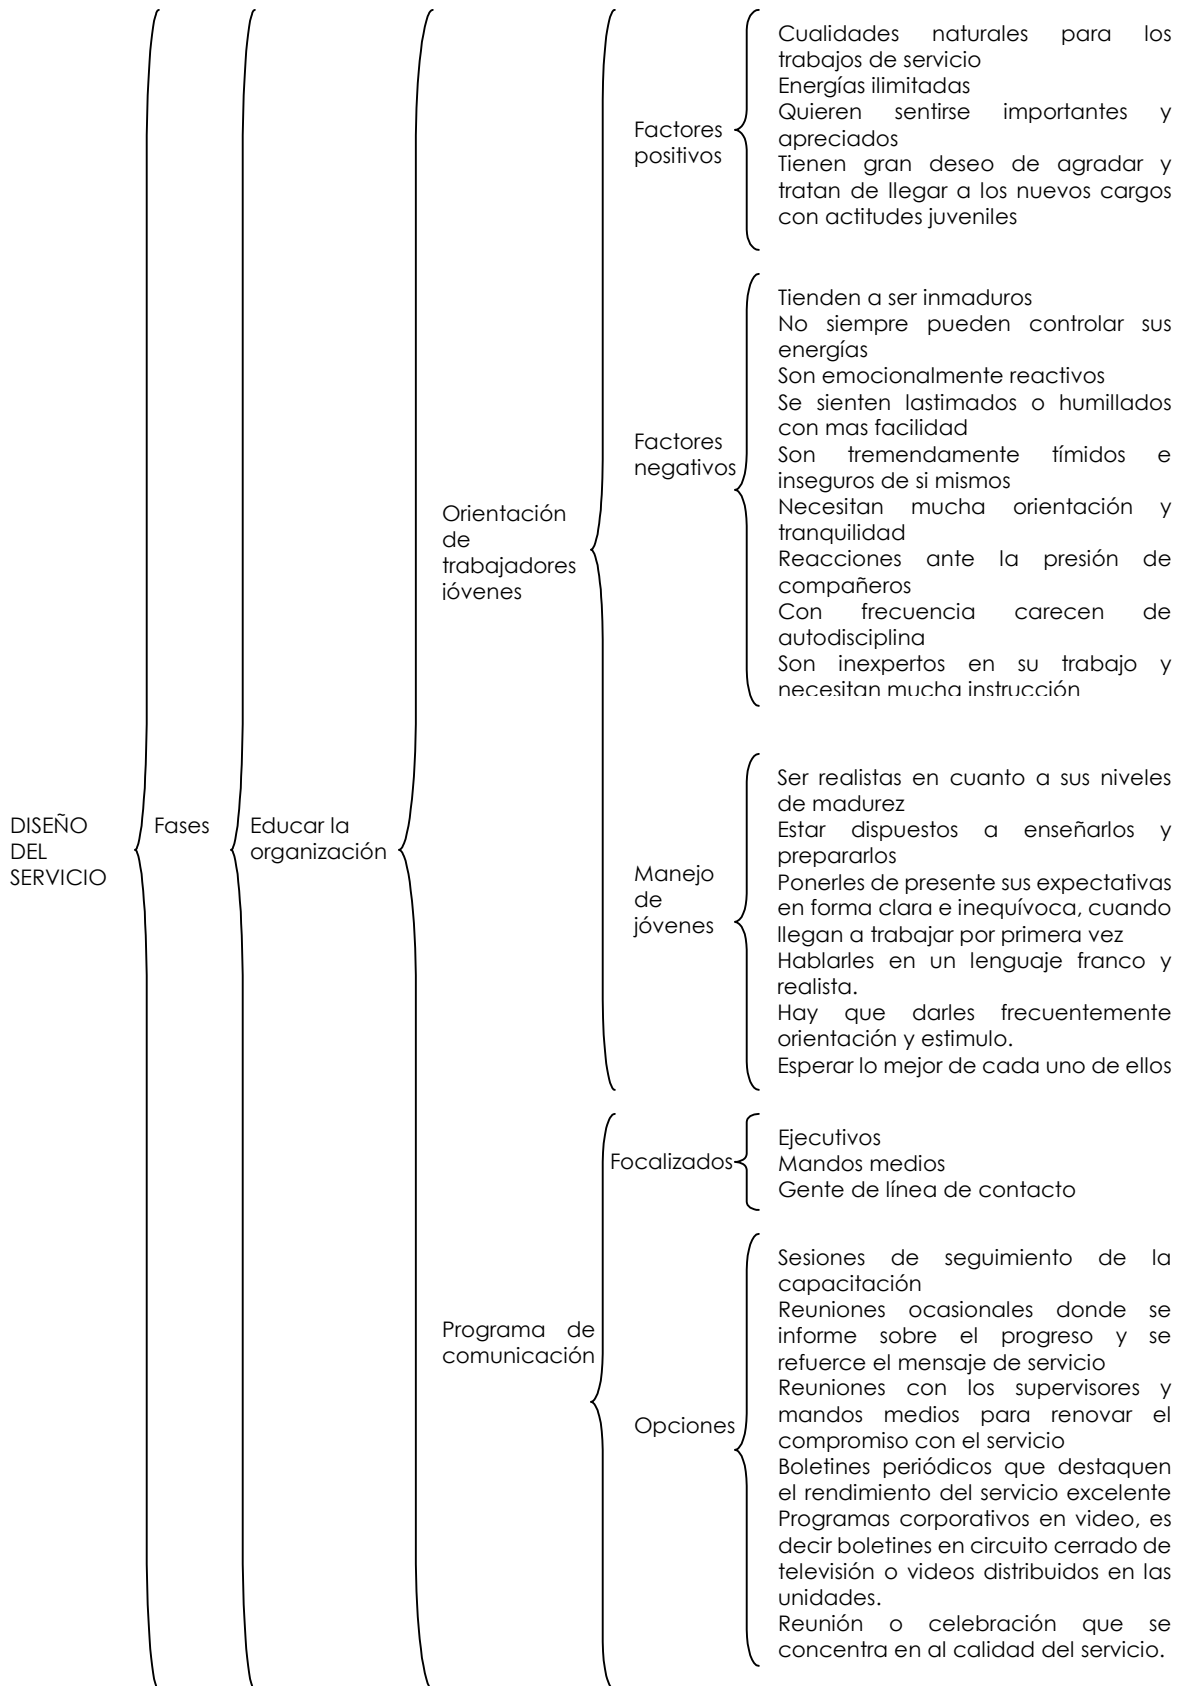 DISEÑO
DEL
SERVICIO
Fases
Educar la
organización
Orientación
de
trabajadores
jóvenes
Factores
positivos
Cualidades naturales para los
trabajos de servicio
Energías ilimitadas
Quieren sentirse importantes y
apreciados
Tienen gran deseo de agradar y
tratan de llegar a los nuevos cargos
con actitudes juveniles
Factores
negativos
Tienden a ser inmaduros
No siempre pueden controlar sus
energías
Son emocionalmente reactivos
Se sienten lastimados o humillados
con mas facilidad
Son tremendamente tímidos e
inseguros de si mismos
Necesitan mucha orientación y
tranquilidad
Reacciones ante la presión de
compañeros
Con frecuencia carecen de
autodisciplina
Son inexpertos en su trabajo y
necesitan mucha instrucción
Manejo
de
jóvenes
Ser realistas en cuanto a sus niveles
de madurez
Estar dispuestos a enseñarlos y
prepararlos
Ponerles de presente sus expectativas
en forma clara e inequívoca, cuando
llegan a trabajar por primera vez
Hablarles en un lenguaje franco y
realista.
Hay que darles frecuentemente
orientación y estimulo.
Esperar lo mejor de cada uno de ellos
Programa de
comunicación
Focalizados
Ejecutivos
Mandos medios
Gente de línea de contacto
Opciones
Sesiones de seguimiento de la
capacitación
Reuniones ocasionales donde se
informe sobre el progreso y se
refuerce el mensaje de servicio
Reuniones con los supervisores y
mandos medios para renovar el
compromiso con el servicio
Boletines periódicos que destaquen
el rendimiento del servicio excelente
Programas corporativos en video, es
decir boletines en circuito cerrado de
televisión o videos distribuidos en las
unidades.
Reunión o celebración que se
concentra en al calidad del servicio.